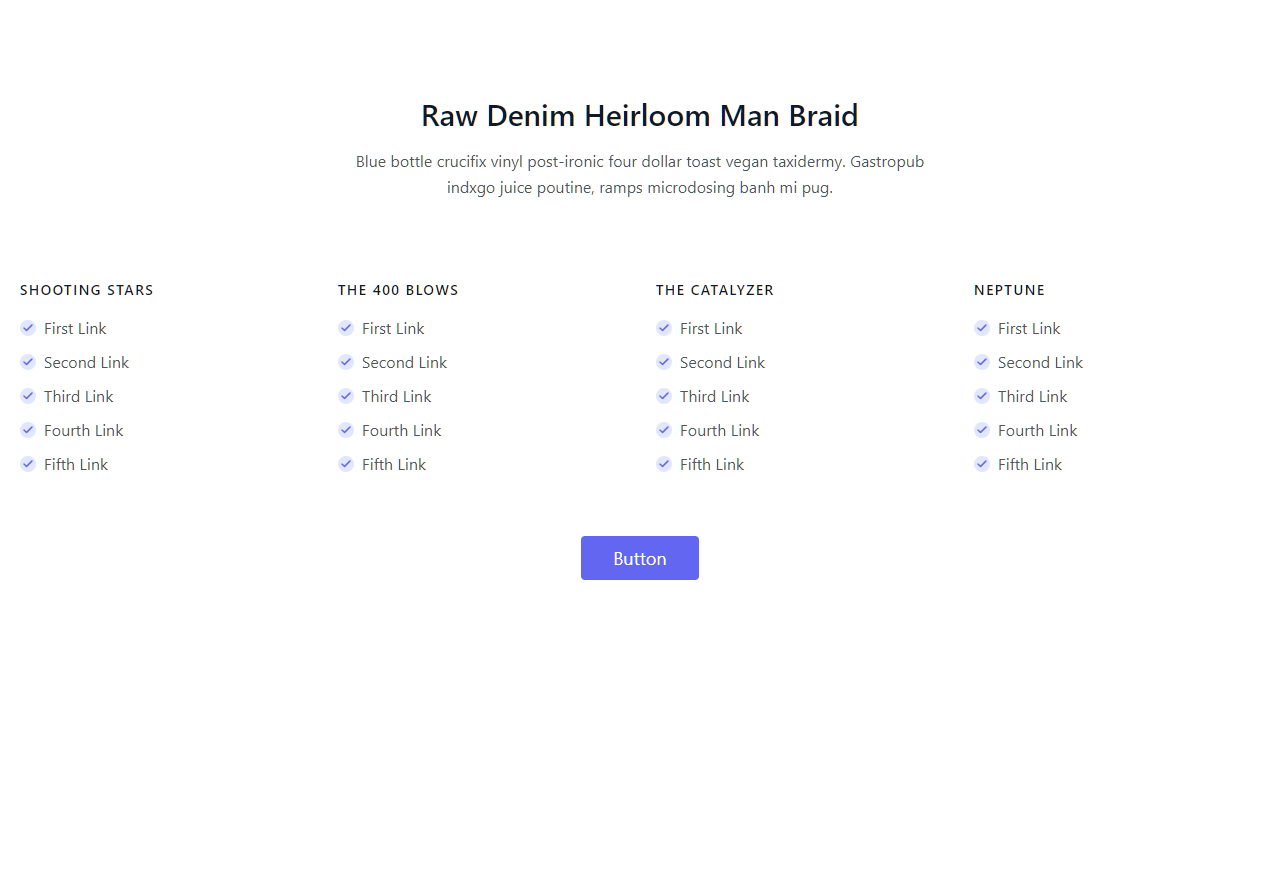 Raw Denim Heirloom Man Braid
Blue bottle crucifix vinyl post-ironic four dollar toast vegan taxidermy. Gastropub
indxgo juice poutine, ramps microdosing banh mi pug.
SHOOTING STARS
First Link
Second Link
Third Link
Fourth Link
Fifth Link
THE 400 BLOWS
First Link
Second Link
Third Link
Fourth Link
Fifth Link
THE CATALYZER
First Link
Second Link
Third Link
Fourth Link
Fifth Link
NEPTUNE
First Link
Second Link
Third Link
Fourth Link
Fifth Link
Button